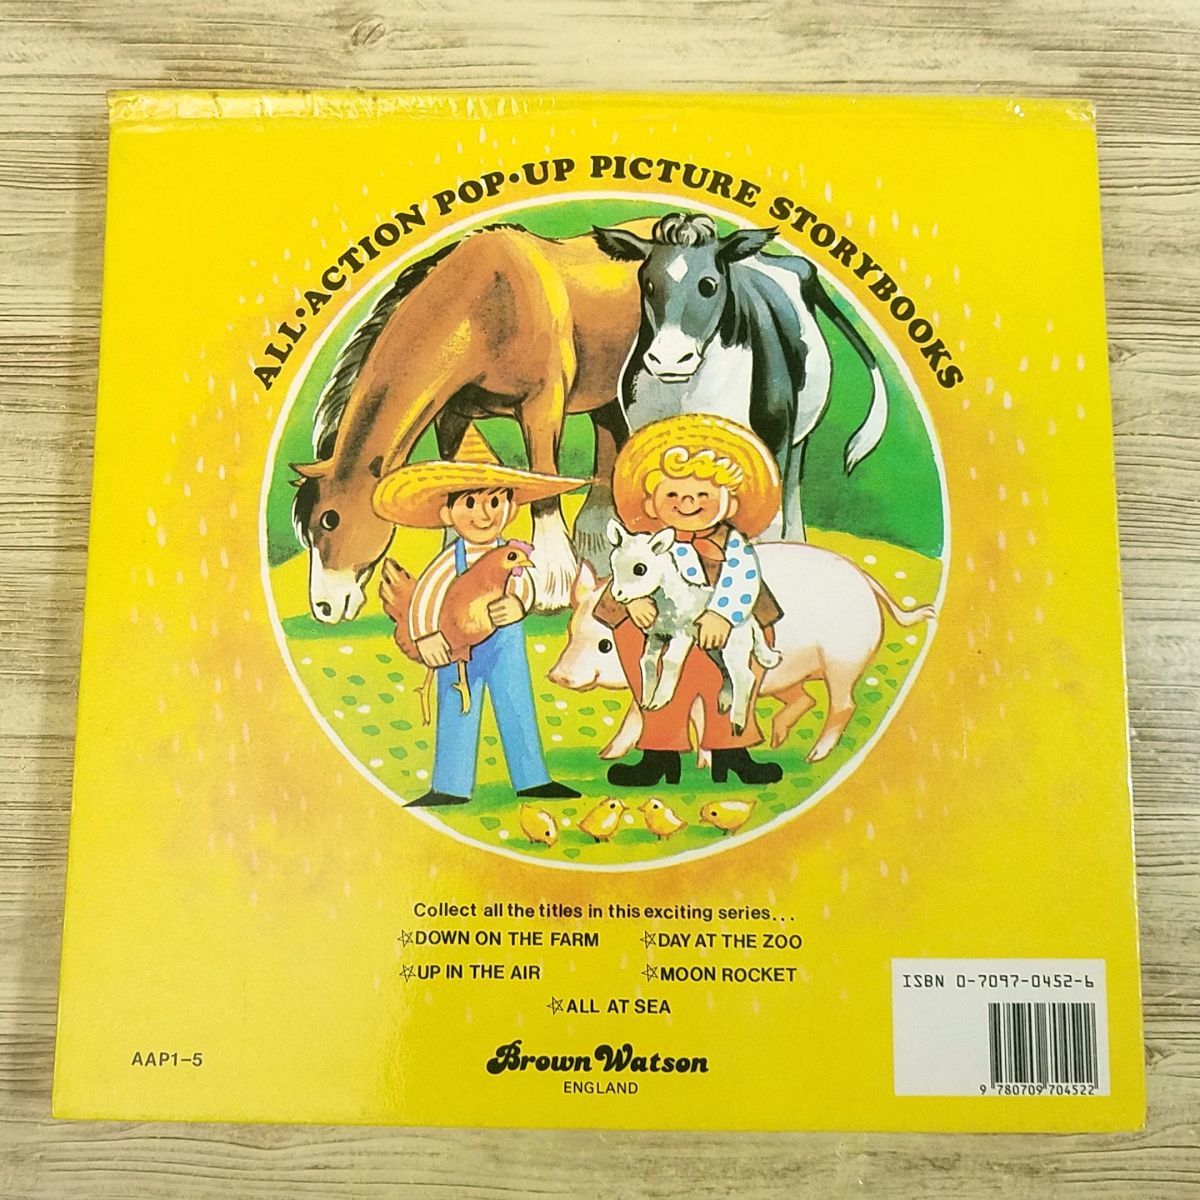 ALL·ACTION POP·UP PICTURE STORYBOOKS
Collect all the titles in this exciting series...
☆DOWN ON THE FARM ☆DAY AT THE ZOO
☆UP IN THE AIR ☆MOON ROCKET
☆ALL AT SEA
AAP1-5
Brown Watson
ENGLAND
ISBN 0-7097-0452-6
9 780709 704522